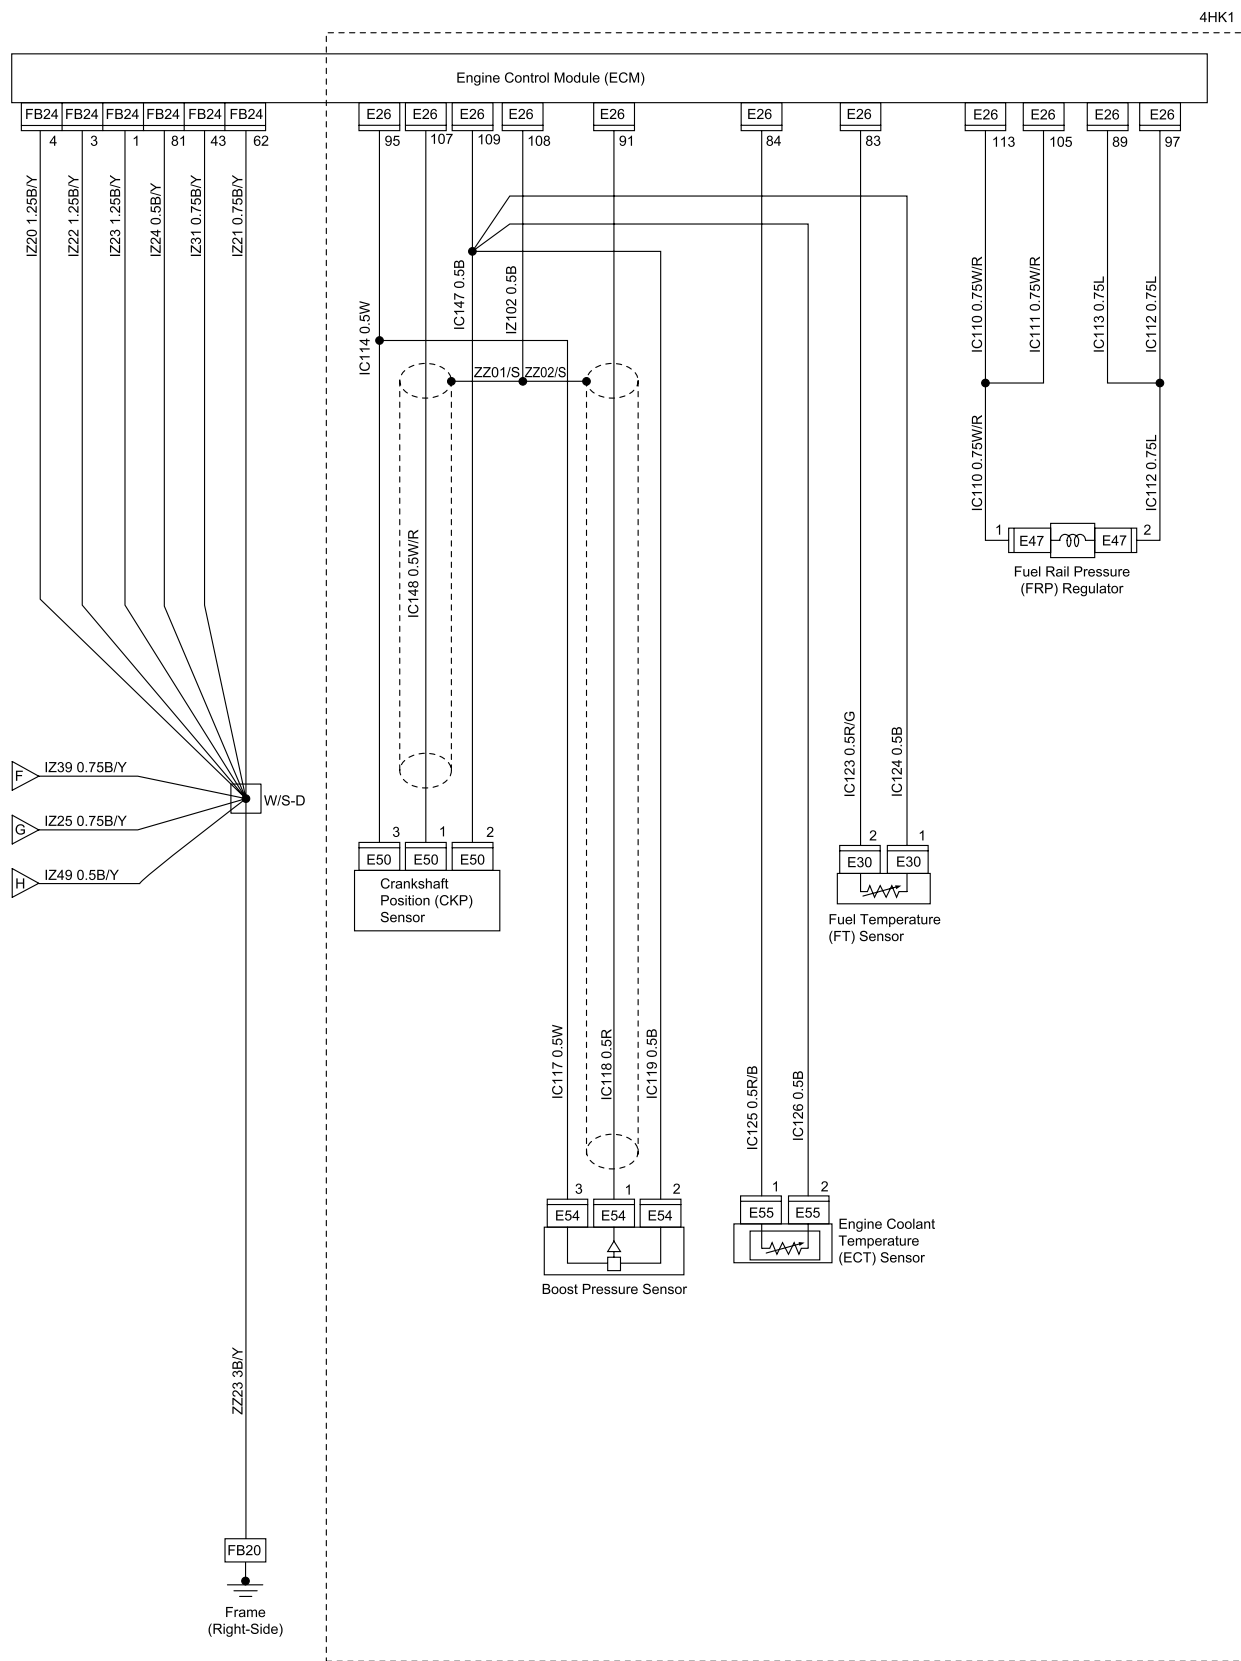 4HK1
Engine Control Module (ECM)
FB24 FB24 FB24 FB24 FB24 FB24 E26 E26 E26 E26 E26 E26 E26 E26 E26 E26 E26
4 3 1 81 43 62 95 107 109 108 91 84 83 113 105 89 97
IZ20 1.25B/Y
IZ22 1.25B/Y
IZ23 1.25B/Y
IZ24 0.5B/Y
IZ31 0.75B/Y
IZ21 0.75B/Y
IC114 0.5W
IC147 0.5B
IZ102 0.5B
IC110 0.75W/R
IC111 0.75W/R
IC113 0.75L
IC112 0.75L
ZZ01/S ZZ02/S
IC110 0.75W/R
IC112 0.75L
1 E47 E47 2
Fuel Rail Pressure
(FRP) Regulator
IC148 0.5W/R
F IZ39 0.75B/Y
W/S-D
G IZ25 0.75B/Y
H IZ49 0.5B/Y
IC123 0.5R/G
IC124 0.5B
3 1 2
E50 E50 E50
Crankshaft
Position (CKP)
Sensor
2 1
E30 E30
Fuel Temperature
(FT) Sensor
IC117 0.5W
IC118 0.5R
IC119 0.5B
IC125 0.5R/B
IC126 0.5B
3 1 2
E54 E54 E54
Boost Pressure Sensor
1 2
E55 E55
Engine Coolant
Temperature
(ECT) Sensor
ZZ23 3B/Y
FB20
Frame
(Right-Side)